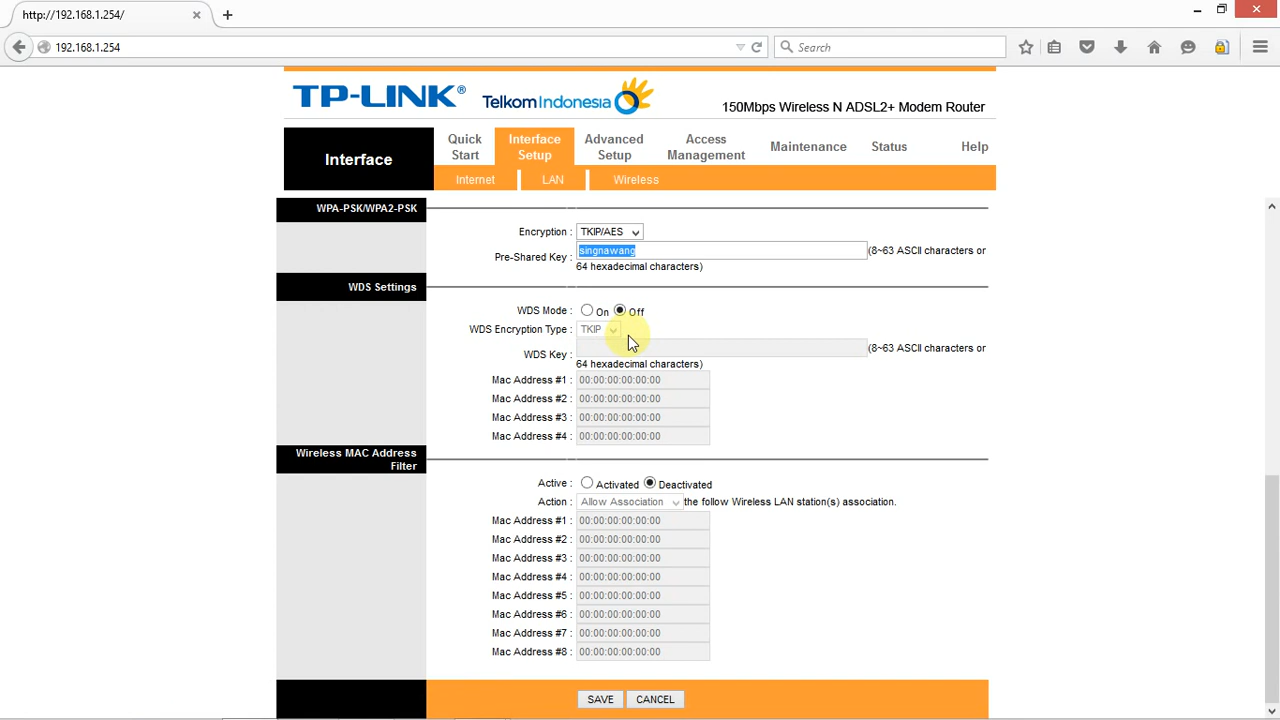 http://192.168.1.254/
192.168.1.254
Search
TP-LINK®
TelkomIndonesia
150Mbps Wireless N ADSL2+ Modem Router
Interface
Quick Start
Interface Setup
Advanced Setup
Access Management
Maintenance
Status
Help
Internet
LAN
Wireless
WPA-PSK/WPA2-PSK
Encryption : TKIP/AES
Pre-Shared Key : singnawang (8~63 ASCII characters or
64 hexadecimal characters)
WDS Settings
WDS Mode : On Off
WDS Encryption Type : TKIP
WDS Key : (8~63 ASCII characters or
64 hexadecimal characters)
Mac Address #1 : 00:00:00:00:00:00
Mac Address #2 : 00:00:00:00:00:00
Mac Address #3 : 00:00:00:00:00:00
Mac Address #4 : 00:00:00:00:00:00
Wireless MAC Address
Filter
Active : Activated Deactivated
Action : Allow Association the follow Wireless LAN station(s) association.
Mac Address #1 : 00:00:00:00:00:00
Mac Address #2 : 00:00:00:00:00:00
Mac Address #3 : 00:00:00:00:00:00
Mac Address #4 : 00:00:00:00:00:00
Mac Address #5 : 00:00:00:00:00:00
Mac Address #6 : 00:00:00:00:00:00
Mac Address #7 : 00:00:00:00:00:00
Mac Address #8 : 00:00:00:00:00:00
SAVE CANCEL